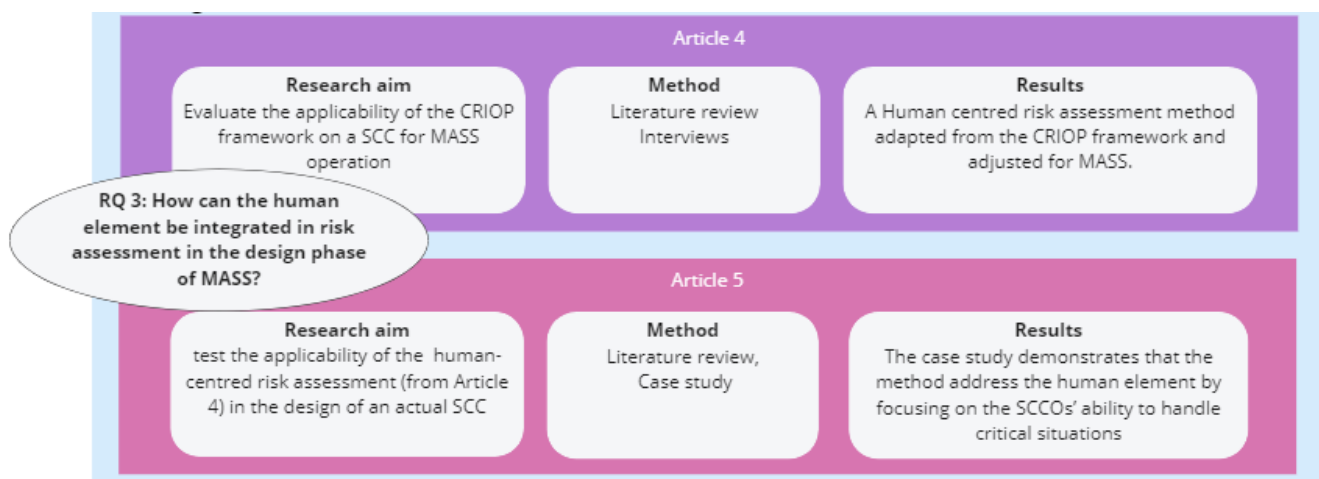 Article 4
Research aim
Evaluate the applicability of the CRIOP
framework on a SCC for MASS
operation
Method
Literature review
Interviews
Results
A Human centred risk assessment method
adapted from the CRIOP framework and
adjusted for MASS.
RQ 3: How can the human
element be integrated in risk
assessment in the design phase
of MASS?
Article 5
Research aim
test the applicability of the human-
centred risk assessment (from Article
4) in the design of an actual SCC
Method
Literature review,
Case study
Results
The case study demonstrates that the
method address the human element by
focusing on the SCCOs’ ability to handle
critical situations